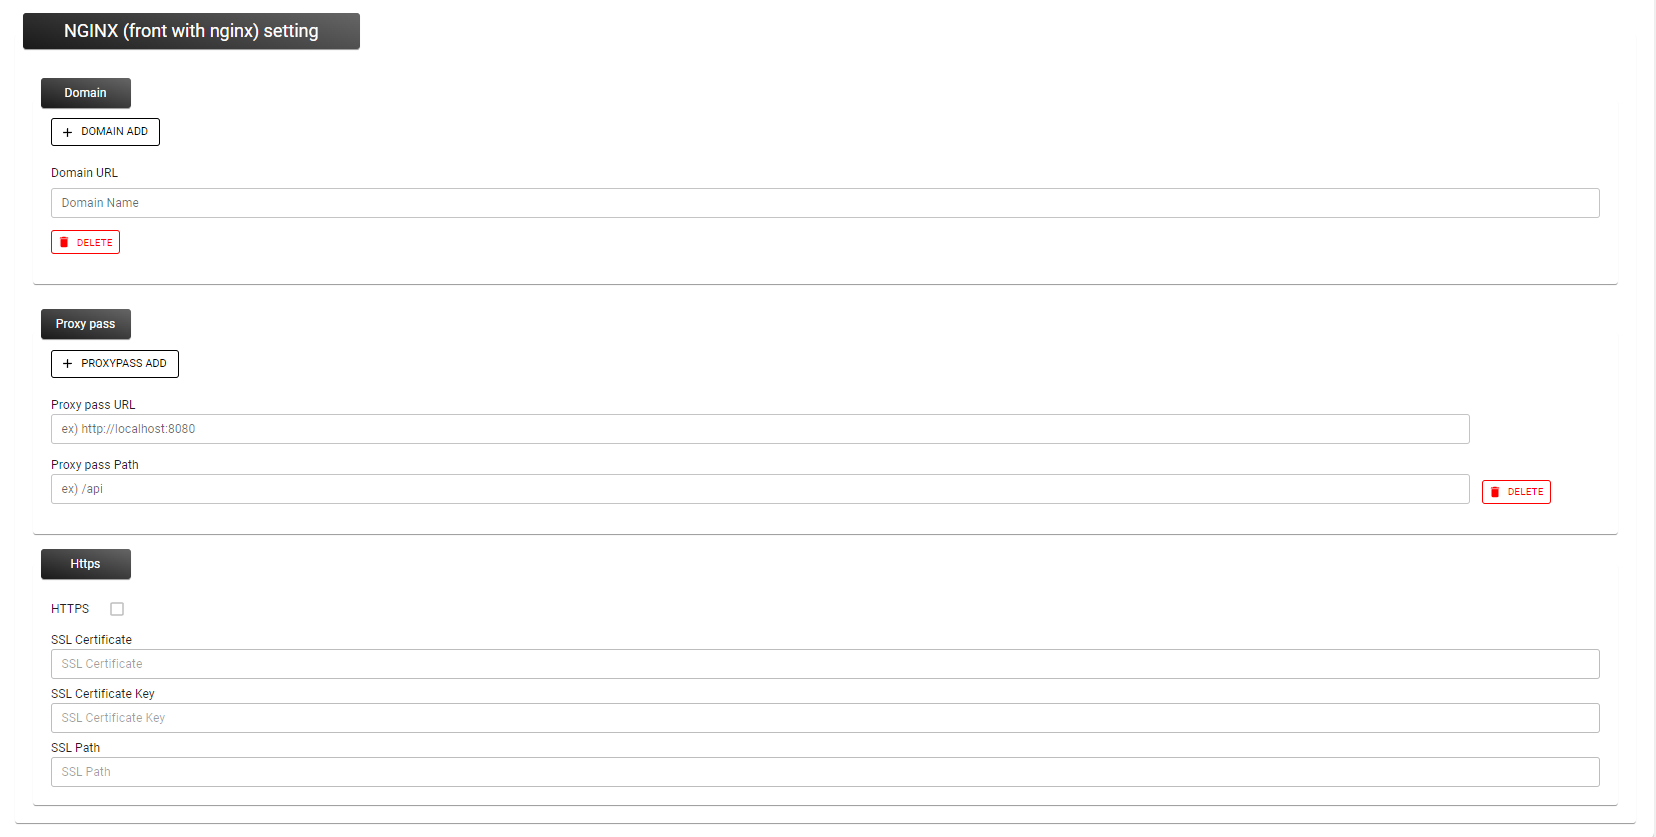 NGINX (front with nginx) setting
Domain
+ DOMAIN ADD
Domain URL
Domain Name
DELETE
Proxy pass
+ PROXYPASS ADD
Proxy pass URL
ex) http://localhost:8080
Proxy pass Path
ex) /api
DELETE
Https
HTTPS
SSL Certificate
SSL Certificate
SSL Certificate Key
SSL Certificate Key
SSL Path
SSL Path